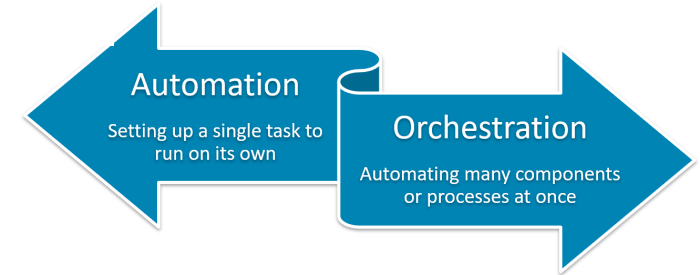 Automation
Setting up a single task to
run on its own
Orchestration
Automating many components
or processes at once